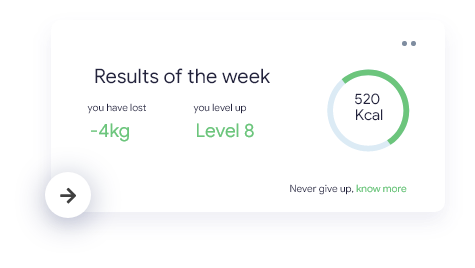 Results of the week
you have lost
you level up
-4kg
Level 8
520
Kcal
Never give up, know more